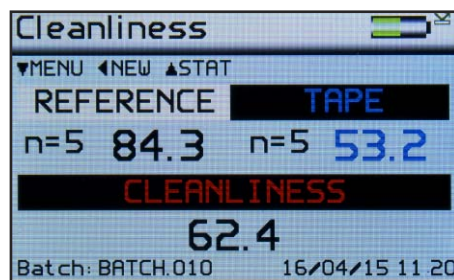 Cleanliness
▼MENU ◀NEW ▲STAT
REFERENCE TAPE
n=5 84.3 n=5 53.2
CLEANLINESS
62.4
Batch: BATCH.010 16/04/15 11:20